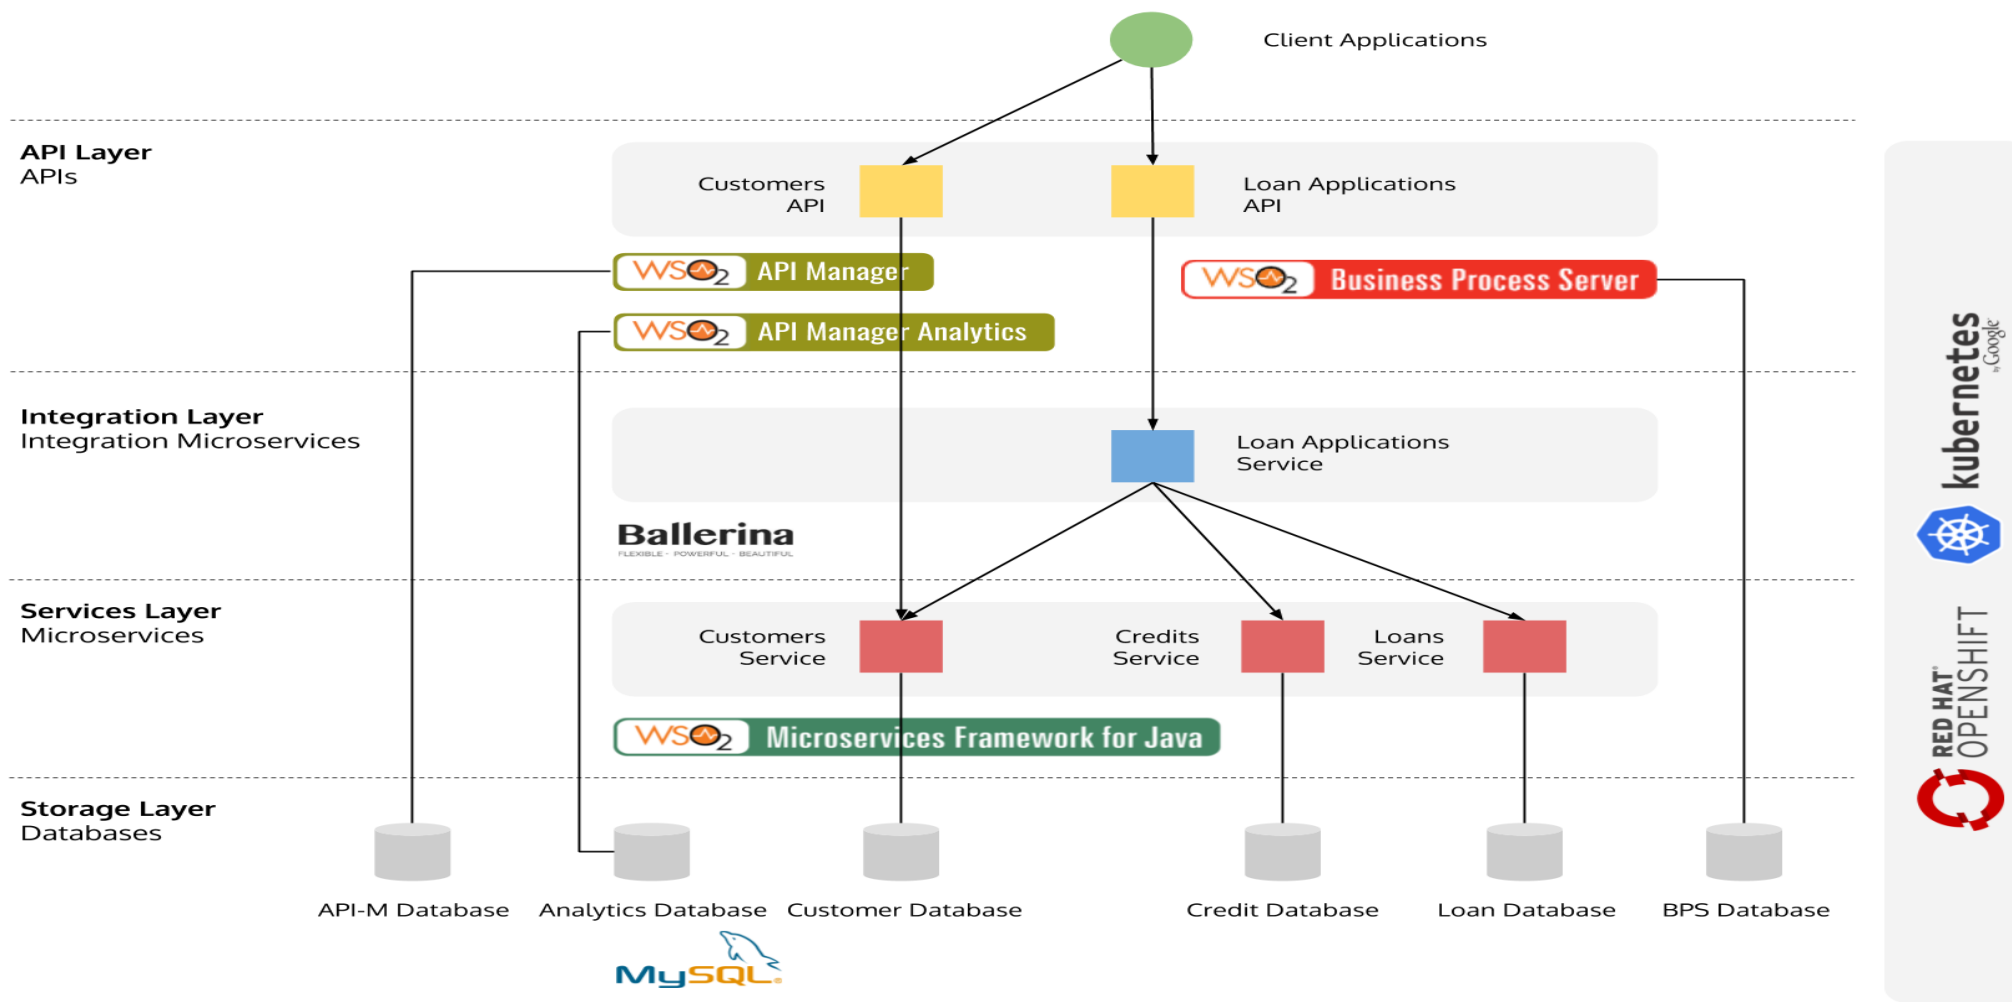 Client Applications
API Layer
APIs
Customers
API
Loan Applications
API
WSO2 API Manager
WSO2 Business Process Server
WSO2 API Manager Analytics
Integration Layer
Integration Microservices
Loan Applications
Service
Ballerina
FLEXIBLE - POWERFUL - BEAUTIFUL
Services Layer
Microservices
Customers
Service
Credits
Service
Loans
Service
WSO2 Microservices Framework for Java
Storage Layer
Databases
API-M Database
Analytics Database
Customer Database
Credit Database
Loan Database
BPS Database
MySQL
kubernetes
by Google
RED HAT
OPENSHIFT